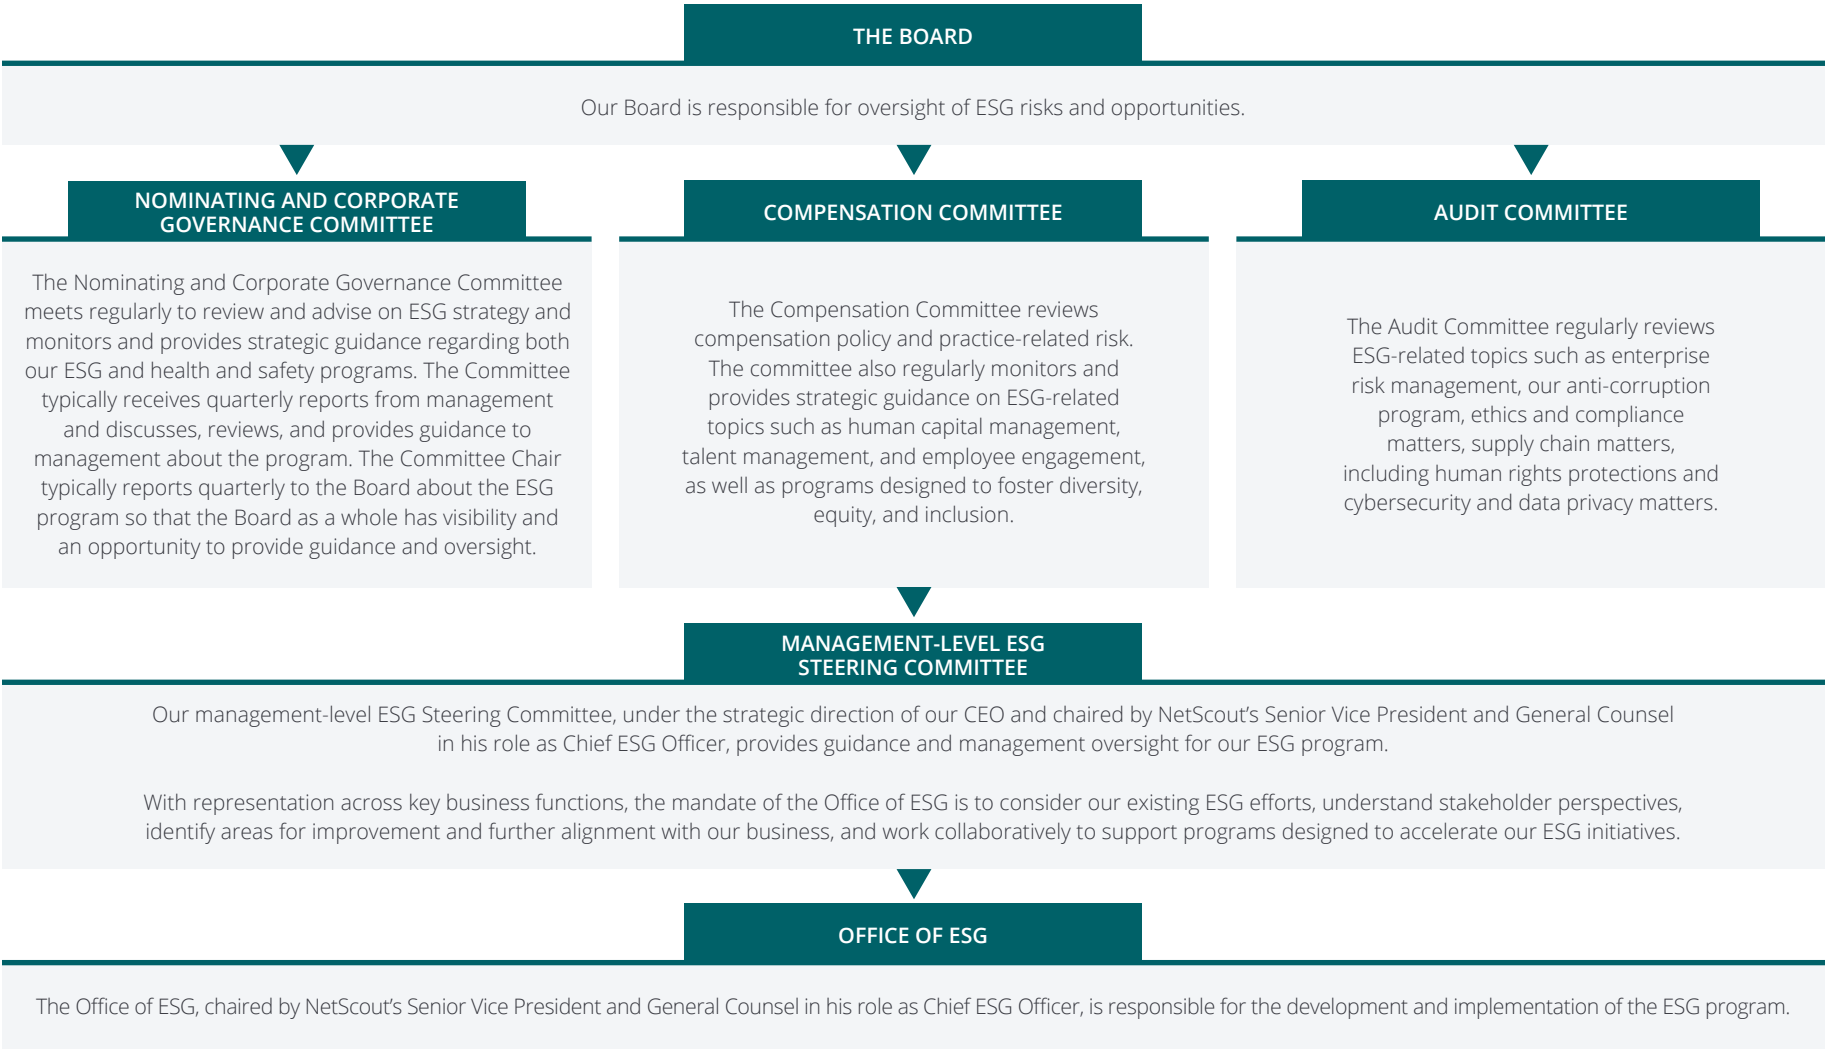 THE BOARD
Our Board is responsible for oversight of ESG risks and opportunities.
NOMINATING AND CORPORATE
GOVERNANCE COMMITTEE
The Nominating and Corporate Governance Committee
meets regularly to review and advise on ESG strategy and
monitors and provides strategic guidance regarding both
our ESG and health and safety programs. The Committee
typically receives quarterly reports from management
and discusses, reviews, and provides guidance to
management about the program. The Committee Chair
typically reports quarterly to the Board about the ESG
program so that the Board as a whole has visibility and
an opportunity to provide guidance and oversight.
COMPENSATION COMMITTEE
The Compensation Committee reviews
compensation policy and practice-related risk.
The committee also regularly monitors and
provides strategic guidance on ESG-related
topics such as human capital management,
talent management, and employee engagement,
as well as programs designed to foster diversity,
equity, and inclusion.
AUDIT COMMITTEE
The Audit Committee regularly reviews
ESG-related topics such as enterprise
risk management, our anti-corruption
program, ethics and compliance
matters, supply chain matters,
including human rights protections and
cybersecurity and data privacy matters.
MANAGEMENT-LEVEL ESG
STEERING COMMITTEE
Our management-level ESG Steering Committee, under the strategic direction of our CEO and chaired by NetScout’s Senior Vice President and General Counsel
in his role as Chief ESG Officer, provides guidance and management oversight for our ESG program.
With representation across key business functions, the mandate of the Office of ESG is to consider our existing ESG efforts, understand stakeholder perspectives,
identify areas for improvement and further alignment with our business, and work collaboratively to support programs designed to accelerate our ESG initiatives.
OFFICE OF ESG
The Office of ESG, chaired by NetScout’s Senior Vice President and General Counsel in his role as Chief ESG Officer, is responsible for the development and implementation of the ESG program.